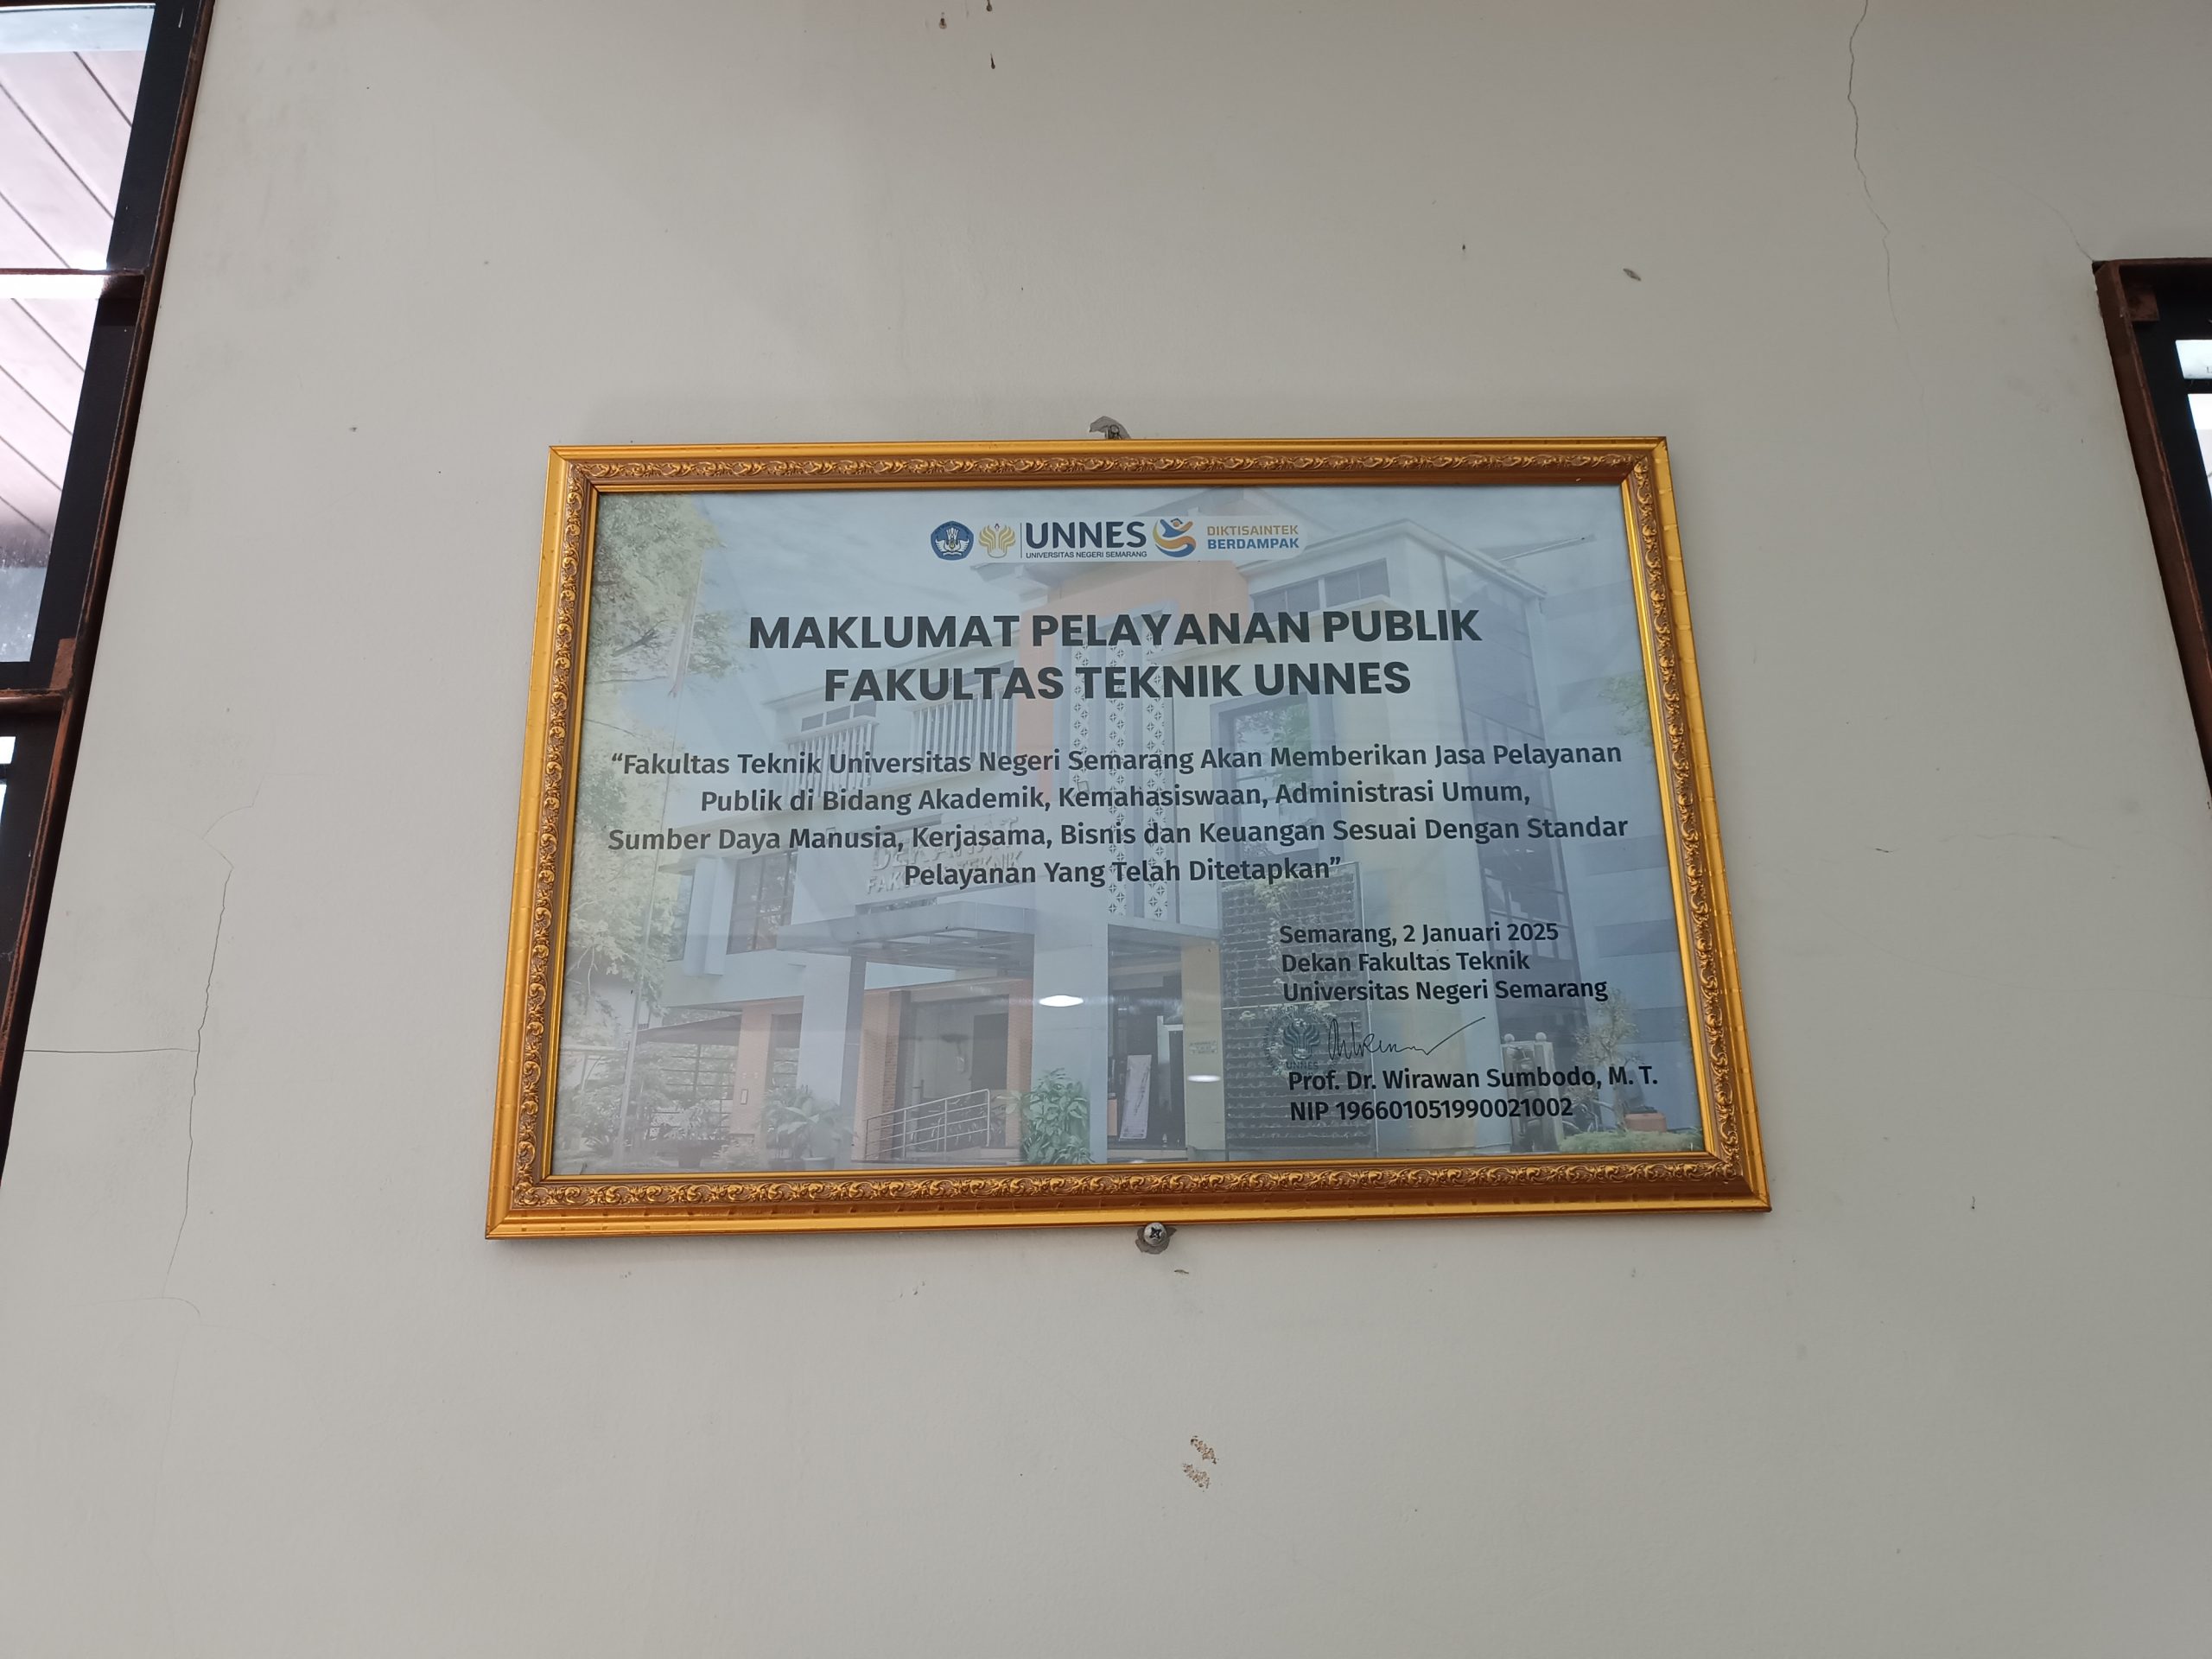 UNNES
UNIVERSITAS NEGERI SEMARANG
DIKTISAINTEK
BERDAMPAK
MAKLUMAT PELAYANAN PUBLIK
FAKULTAS TEKNIK UNNES
“Fakultas Teknik Universitas Negeri Semarang Akan Memberikan Jasa Pelayanan
Publik di Bidang Akademik, Kemahasiswaan, Administrasi Umum,
Sumber Daya Manusia, Kerjasama, Bisnis dan Keuangan Sesuai Dengan Standar
Pelayanan Yang Telah Ditetapkan”
Semarang, 2 Januari 2025
Dekan Fakultas Teknik
Universitas Negeri Semarang
UNNES
Prof. Dr. Wirawan Sumbodo, M. T.
NIP 196601051990021002